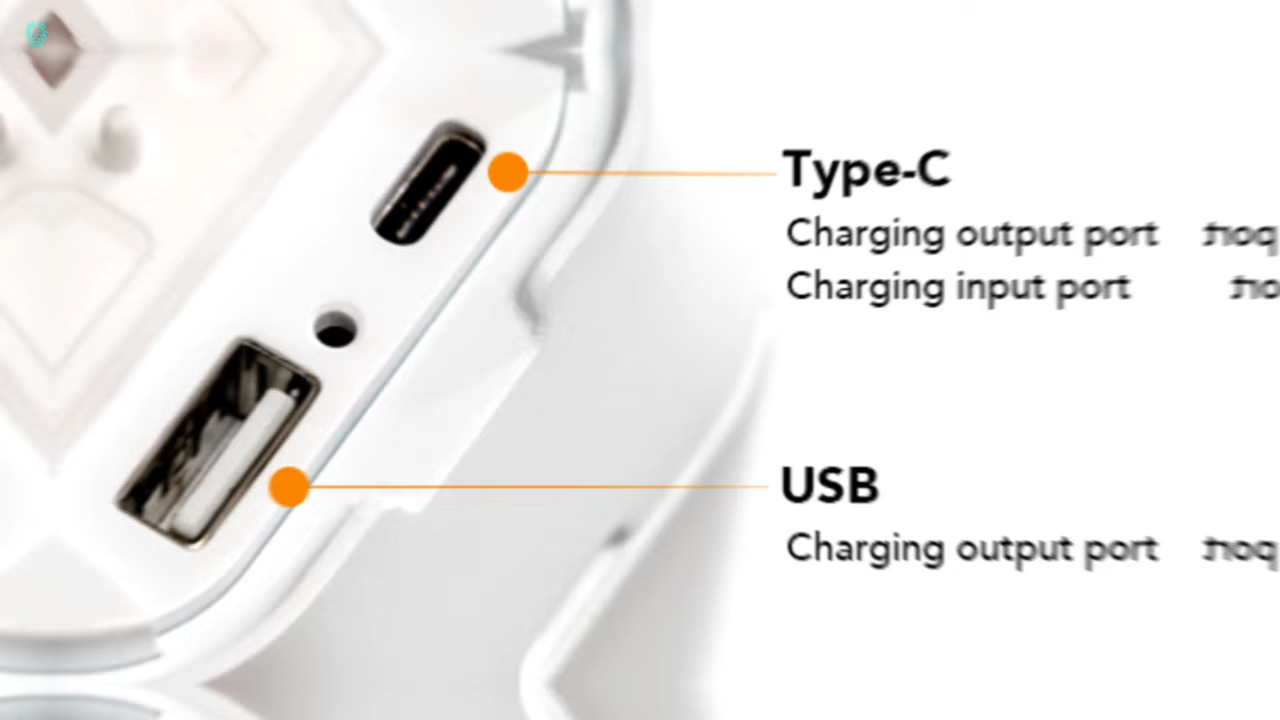 Type-C
Charging output port
Charging input port
USB
Charging output port